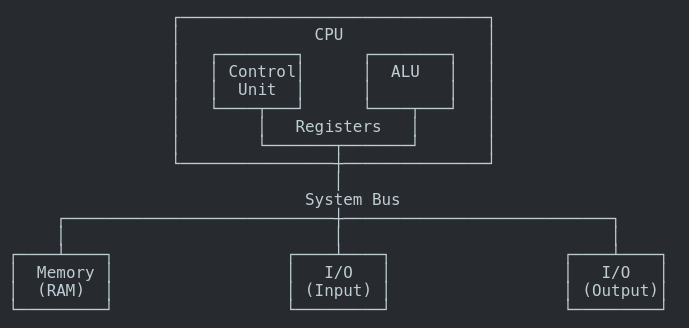 CPU
Control ALU
Unit
Registers
System Bus
Memory I/O I/O
(RAM) (Input) (Output)